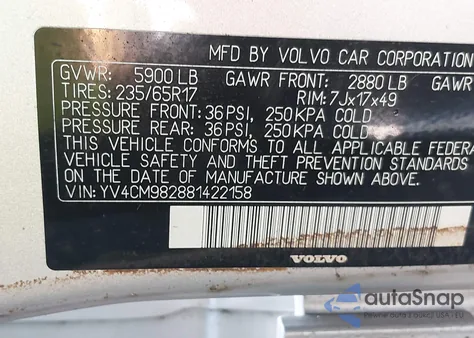 MFD BY VOLVO CAR CORPORATION
GVWR: 5900 LB GAWR FRONT: 2880 LB GAWR
TIRES: 235/65R17 RIM: 7Jx17x49
PRESSURE FRONT: 36 PSI, 250 KPA COLD
PRESSURE REAR: 36 PSI, 250 KPA COLD
THIS VEHICLE CONFORMS TO ALL APPLICABLE FEDERA
VEHICLE SAFETY AND THEFT PREVENTION STANDARDS
ON THE DATE OF MANUFACTURE SHOWN ABOVE.
VIN: YV4CM982881422158
VOLVO
autoSnap